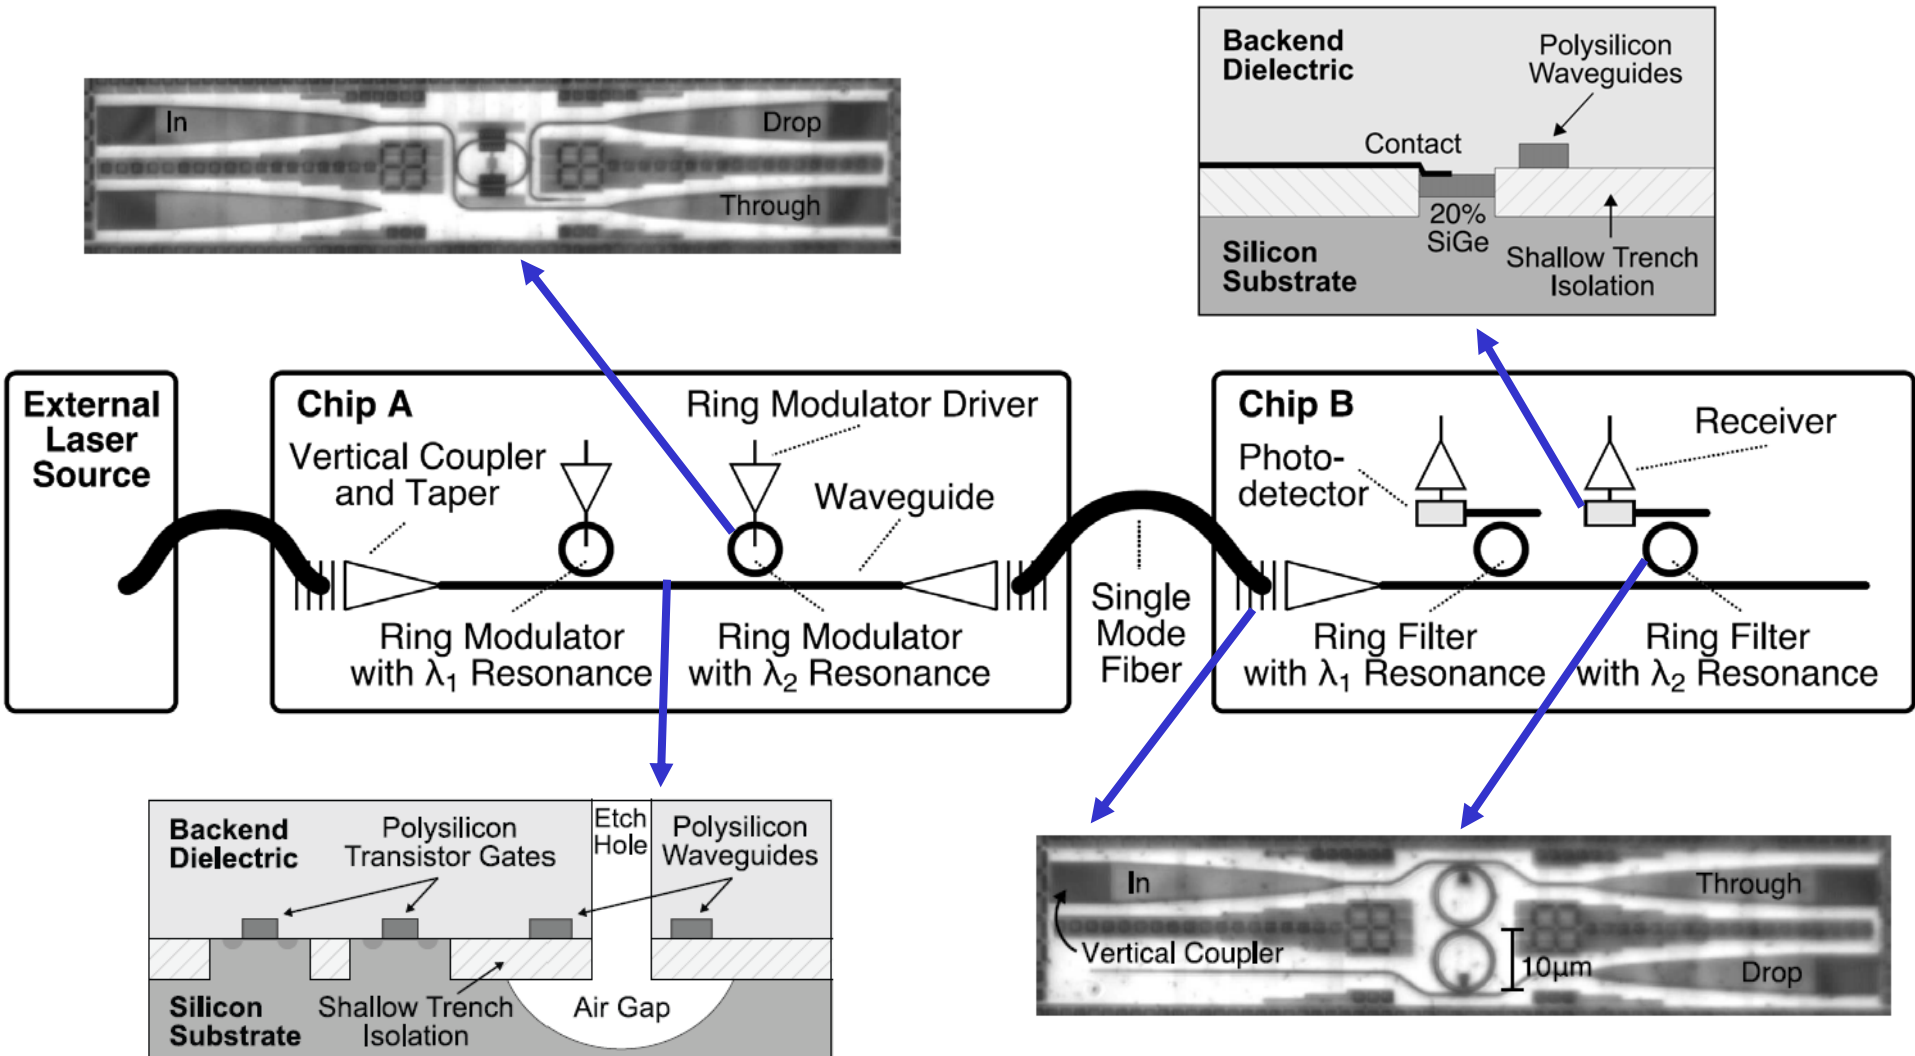 In
Drop
Through
Backend
Dielectric
Polysilicon
Waveguides
Contact
20%
SiGe
Silicon
Substrate
Shallow Trench
Isolation
External
Laser
Source
Chip A
Ring Modulator Driver
Vertical Coupler
and Taper
Waveguide
Ring Modulator
with λ1 Resonance
Ring Modulator
with λ2 Resonance
Single
Mode
Fiber
Chip B
Photo-
detector
Receiver
Ring Filter
with λ1 Resonance
Ring Filter
with λ2 Resonance
Backend
Dielectric
Polysilicon
Transistor Gates
Etch
Hole
Polysilicon
Waveguides
Silicon
Substrate
Shallow Trench
Isolation
Air Gap
In
Through
Vertical Coupler
10μm
Drop